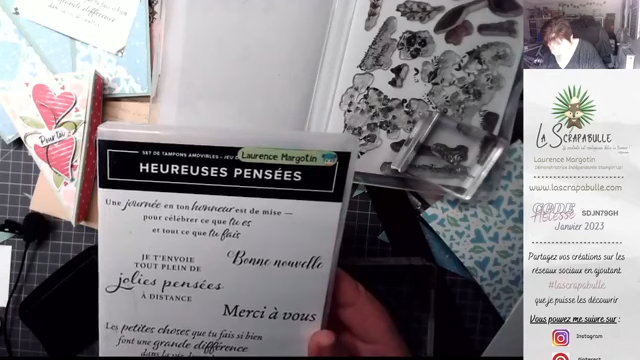 Pour toi
SET DE TAMPONS AMOVIBLES
Laurence Margotin
HEUREUSES PENSÉES
Une journée en ton honneur est de mise —
pour célébrer ce que tu es
et tout ce que tu fais
Bonne nouvelle
JE T'ENVOIE
TOUT PLEIN DE
jolies pensées
À DISTANCE
Merci à vous
Les petites choses que tu fais si bien
font une grande différence
LA SCRAPABULLE
Laurence Margotin
www.lascrapabulle.com
CODE
Hôtesse
SDJN79GH
Janvier 2023
Partagez vos créations sur les
réseaux sociaux en ajoutant
#lascrapabulle
que je puisse les découvrir
Vous pouvez me suivre sur :
Instagram